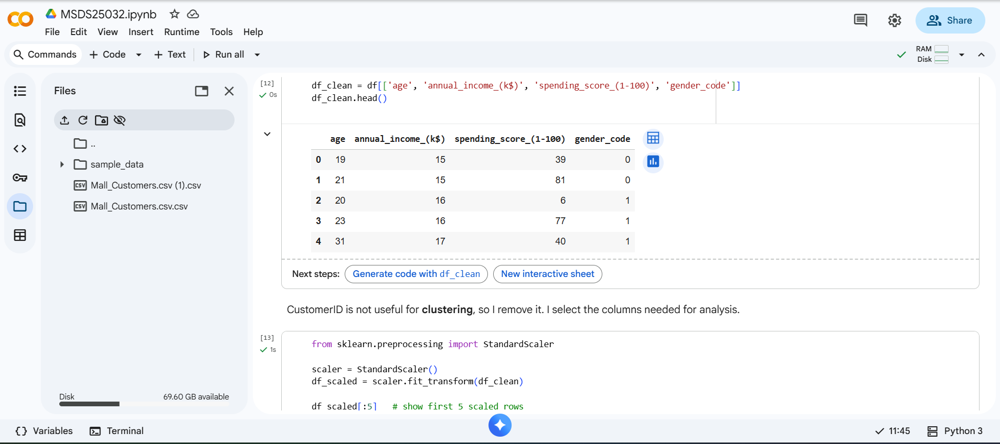 MSDS25032.ipynb
File Edit View Insert Runtime Tools Help
Share
Commands + Code + Text Run all
RAM
Disk
Files
..
sample_data
CSV Mall_Customers.csv (1).csv
CSV Mall_Customers.csv.csv
Disk 69.60 GB available
[12] df_clean = df[['age', 'annual_income_(k$)', 'spending_score_(1-100)', 'gender_code']]
0s df_clean.head()
age annual_income_(k$) spending_score_(1-100) gender_code
0 19 15 39 0
1 21 15 81 0
2 20 16 6 1
3 23 16 77 1
4 31 17 40 1
Next steps: Generate code with df_clean New interactive sheet
CustomerID is not useful for clustering, so I remove it. I select the columns needed for analysis.
[13]
1s from sklearn.preprocessing import StandardScaler
scaler = StandardScaler()
df_scaled = scaler.fit_transform(df_clean)
df_scaled[:5] # show first 5 scaled rows
{} Variables Terminal
11:45 Python 3